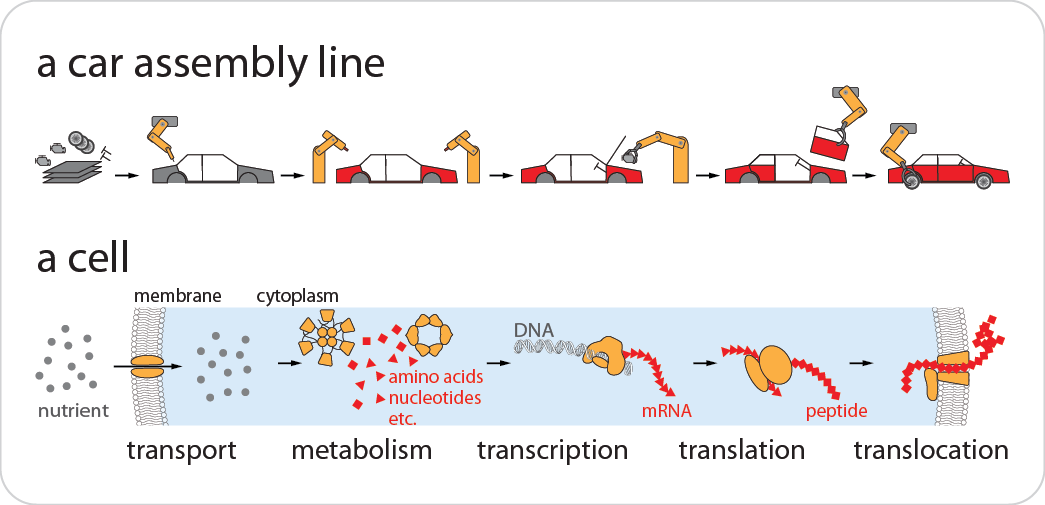 a car assembly line
a cell
membrane
cytoplasm
nutrient
amino acids
nucleotides
etc.
DNA
mRNA
peptide
transport
metabolism
transcription
translation
translocation